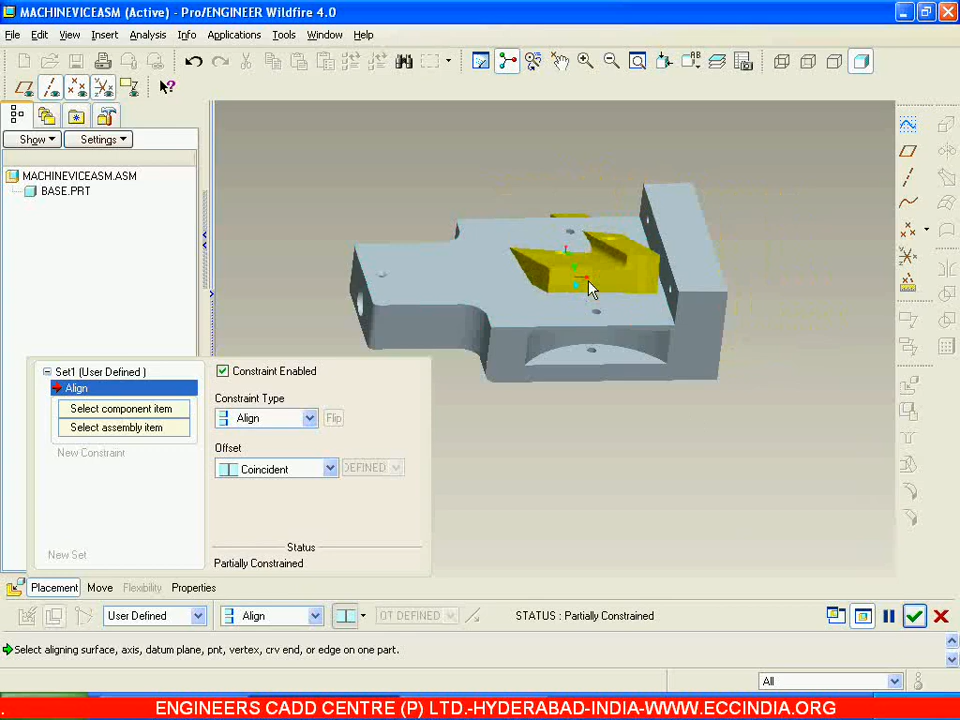 MACHINEVICEASM (Active) - Pro/ENGINEER Wildfire 4.0
File Edit View Insert Analysis Info Applications Tools Window Help
Show Settings
MACHINEVICEASM.ASM
BASE.PRT
Set1 (User Defined )
Align
Select component item
Select assembly item
New Constraint
New Set
Constraint Enabled
Constraint Type
Align Flip
Offset
Coincident
Status
Partially Constrained
Placement Move Flexibility Properties
User Defined Align OT DEFINED STATUS : Partially Constrained
Select aligning surface, axis, datum plane, pnt, vertex, crv end, or edge on one part.
All
. ENGINEERS CADD CENTRE (P) LTD.-HYDERABAD-INDIA-WWW.ECCINDIA.ORG